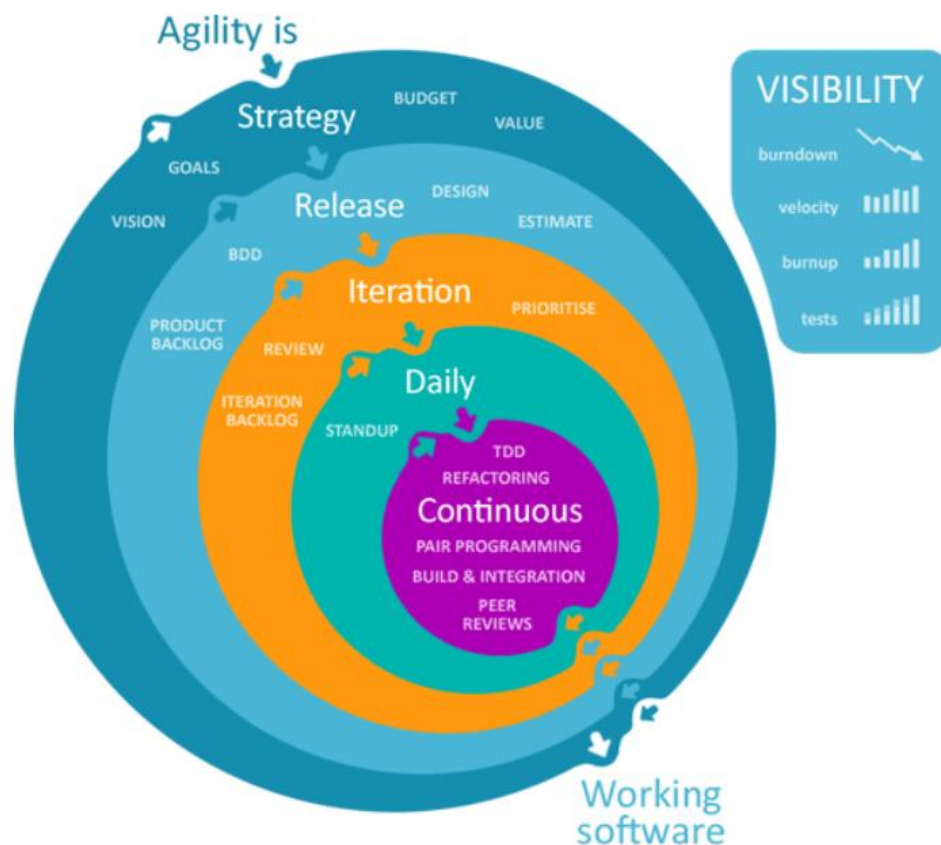 Agility is
Strategy
BUDGET
VALUE
GOALS
VISION
Release
DESIGN
ESTIMATE
BDD
PRODUCT
BACKLOG
Iteration
PRIORITISE
REVIEW
ITERATION
BACKLOG
Daily
STANDUP
TDD
REFACTORING
Continuous
PAIR PROGRAMMING
BUILD & INTEGRATION
PEER
REVIEWS
Working
software
VISIBILITY
burndown
velocity
burnup
tests